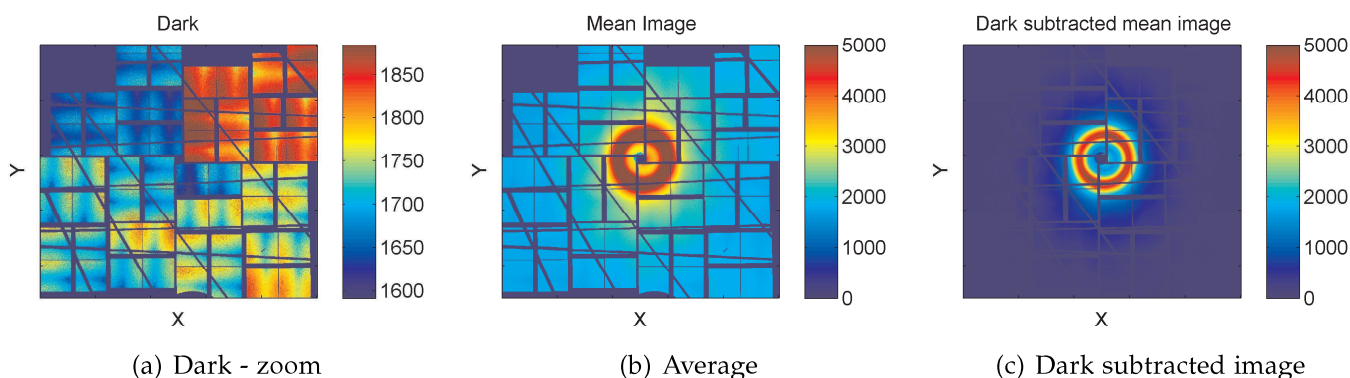 Dark
Y
X
1850
1800
1750
1700
1650
1600
(a) Dark - zoom
Mean Image
Y
X
5000
4000
3000
2000
1000
0
(b) Average
Dark subtracted mean image
Y
X
5000
4000
3000
2000
1000
0
(c) Dark subtracted image